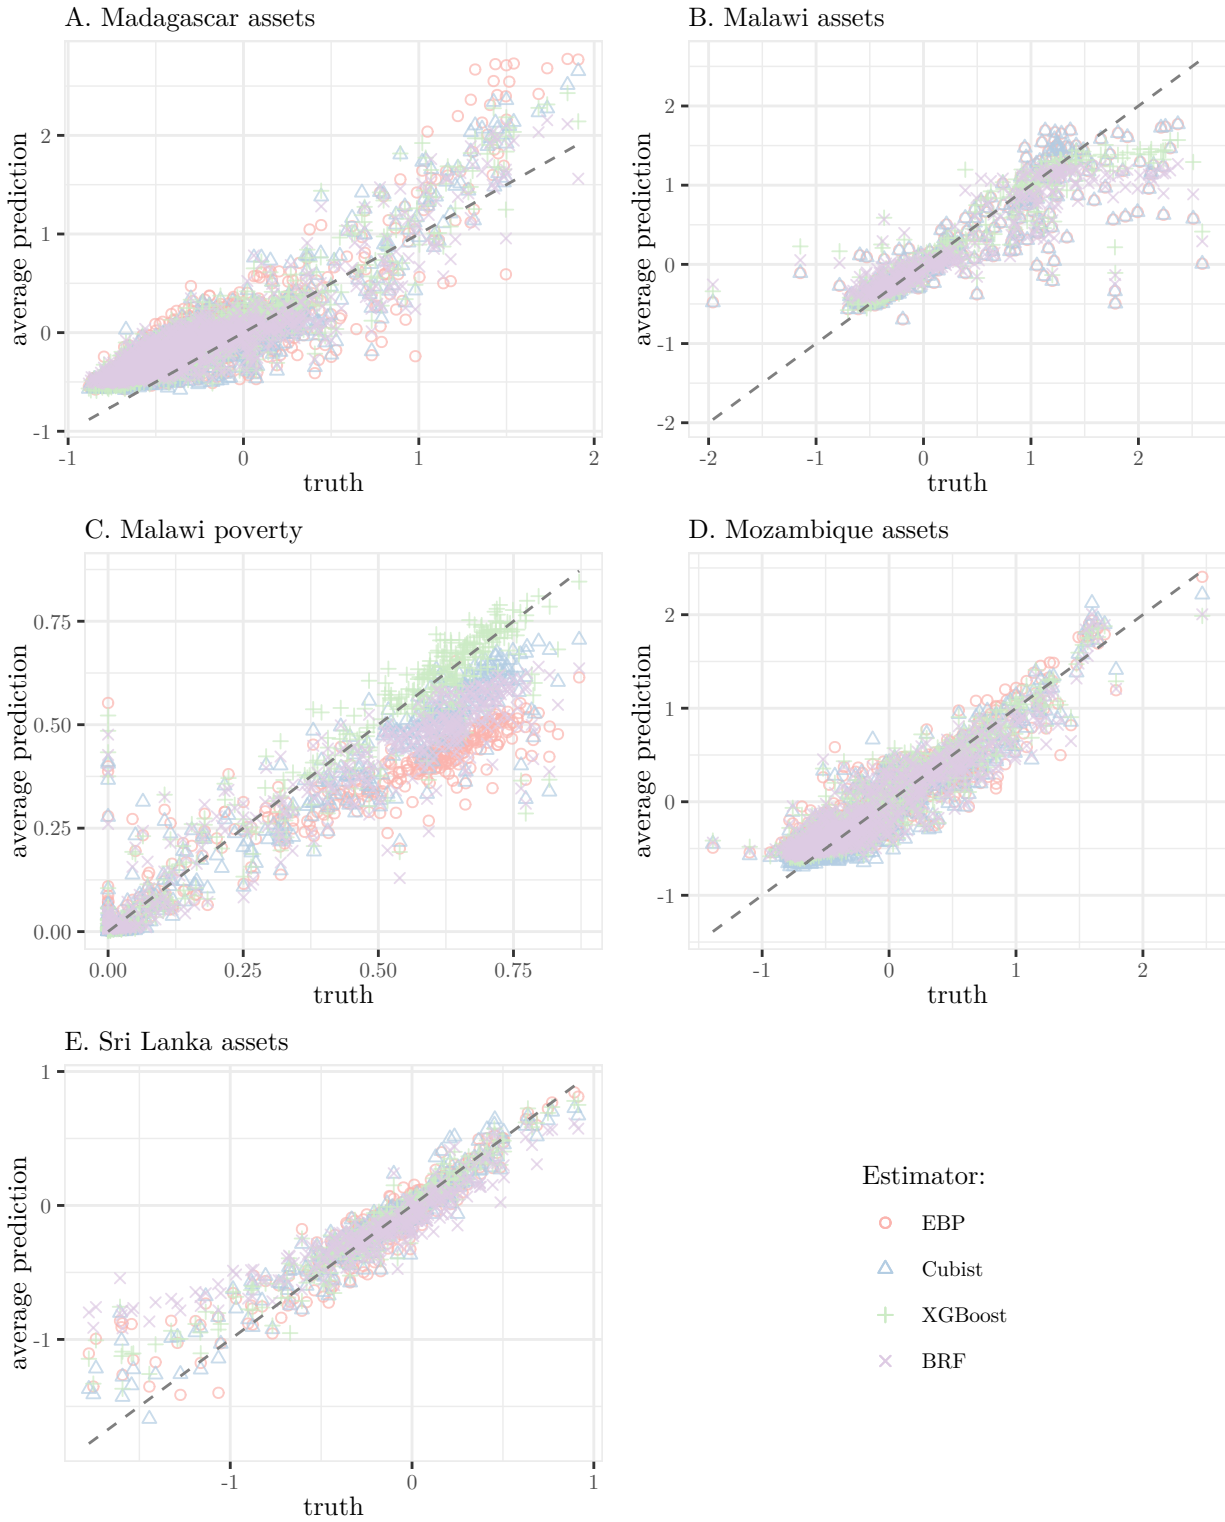 A. Madagascar assets
average prediction
2
1
0
-1
-1 0 1 2
truth
B. Malawi assets
average prediction
2
1
0
-1
-2
-2 -1 0 1 2
truth
C. Malawi poverty
average prediction
0.75
0.50
0.25
0.00
0.00 0.25 0.50 0.75
truth
D. Mozambique assets
average prediction
2
1
0
-1
-1 0 1 2
truth
E. Sri Lanka assets
average prediction
1
0
-1
-1 0 1
truth
Estimator:
EBP
Cubist
XGBoost
BRF